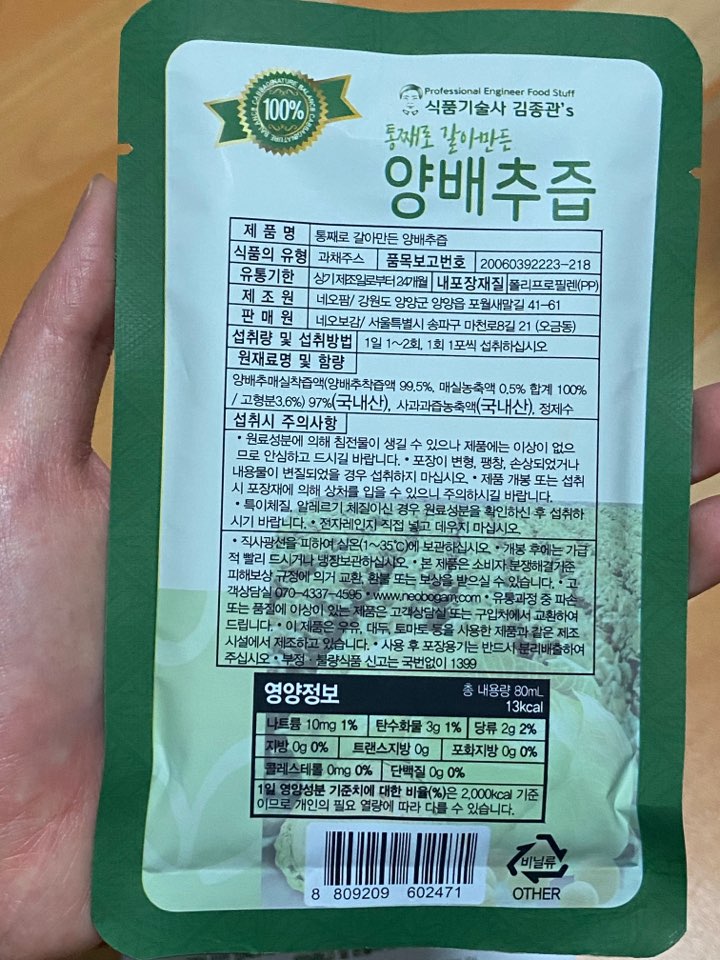 100%
NATURE BALANCE CABBAGE
Professional Engineer Food Stuff
식품기술사 김종관's
통째로 갈아만든
양배추즙
제 품 명 통째로 갈아만든 양배추즙
식품의 유형 과채주스 품목보고번호 20060392223-218
유통기한 상기 제조일로부터 24개월 내포장재질 폴리프로필렌(PP)
제 조 원 네오팜/ 강원도 양양군 양양읍 포월새말길 41-61
판 매 원 네오보감/ 서울특별시 송파구 마천로8길 21 (오금동)
섭취량 및 섭취방법 1일 1~2회, 1회 1포씩 섭취하십시오
원재료명 및 함량
양배추매실착즙액(양배추착즙액 99.5%, 매실농축액 0.5% 합계 100%
/ 고형분3.6%) 97%(국내산), 사과과즙농축액(국내산), 정제수
섭취시 주의사항
• 원료성분에 의해 침전물이 생길 수 있으나 제품에는 이상이 없으
므로 안심하고 드시길 바랍니다. • 포장이 변형, 팽창, 손상되었거나
내용물이 변질되었을 경우 섭취하지 마십시오. • 제품 개봉 또는 섭취
시 포장재에 의해 상처를 입을 수 있으니 주의하시길 바랍니다.
• 특이체질, 알레르기 체질이신 경우 원료성분을 확인하신 후 섭취하
시기 바랍니다. • 전자레인지 직접 넣고 데우지 마십시오.
• 직사광선을 피하여 실온(1~35℃)에 보관하십시오. • 개봉 후에는 가급
적 빨리 드시거나 냉장보관하십시오. • 본 제품은 소비자 분쟁해결기준
피해보상 규정에 의거 교환, 환불 또는 보상을 받으실 수 있습니다. • 고
객상담실 070-4337-4595 • www.neobogam.com • 유통과정 중 파손
또는 품질에 이상이 있는 제품은 고객상담실 또는 구입처에서 교환하여
드립니다. • 이 제품은 우유, 대두, 토마토 등을 사용한 제품과 같은 제조
시설에서 제조하고 있습니다. • 사용 후 포장용기는 반드시 분리배출하여
주십시오 • 부정·불량식품 신고는 국번없이 1399
영양정보 총 내용량 80mL
13kcal
나트륨 10mg 1% 탄수화물 3g 1% 당류 2g 2%
지방 0g 0% 트랜스지방 0g 포화지방 0g 0%
콜레스테롤 0mg 0% 단백질 0g 0%
1일 영양성분 기준치에 대한 비율(%)은 2,000kcal 기준
이므로 개인의 필요 열량에 따라 다를 수 있습니다.
8 809209 602471
비닐류
OTHER